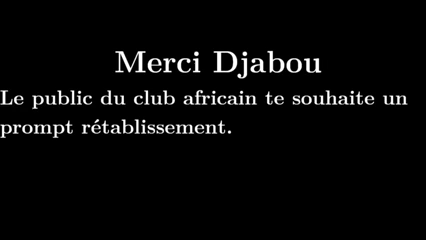 Merci Djabou
Le public du club africain te souhaite un
prompt rétablissement.